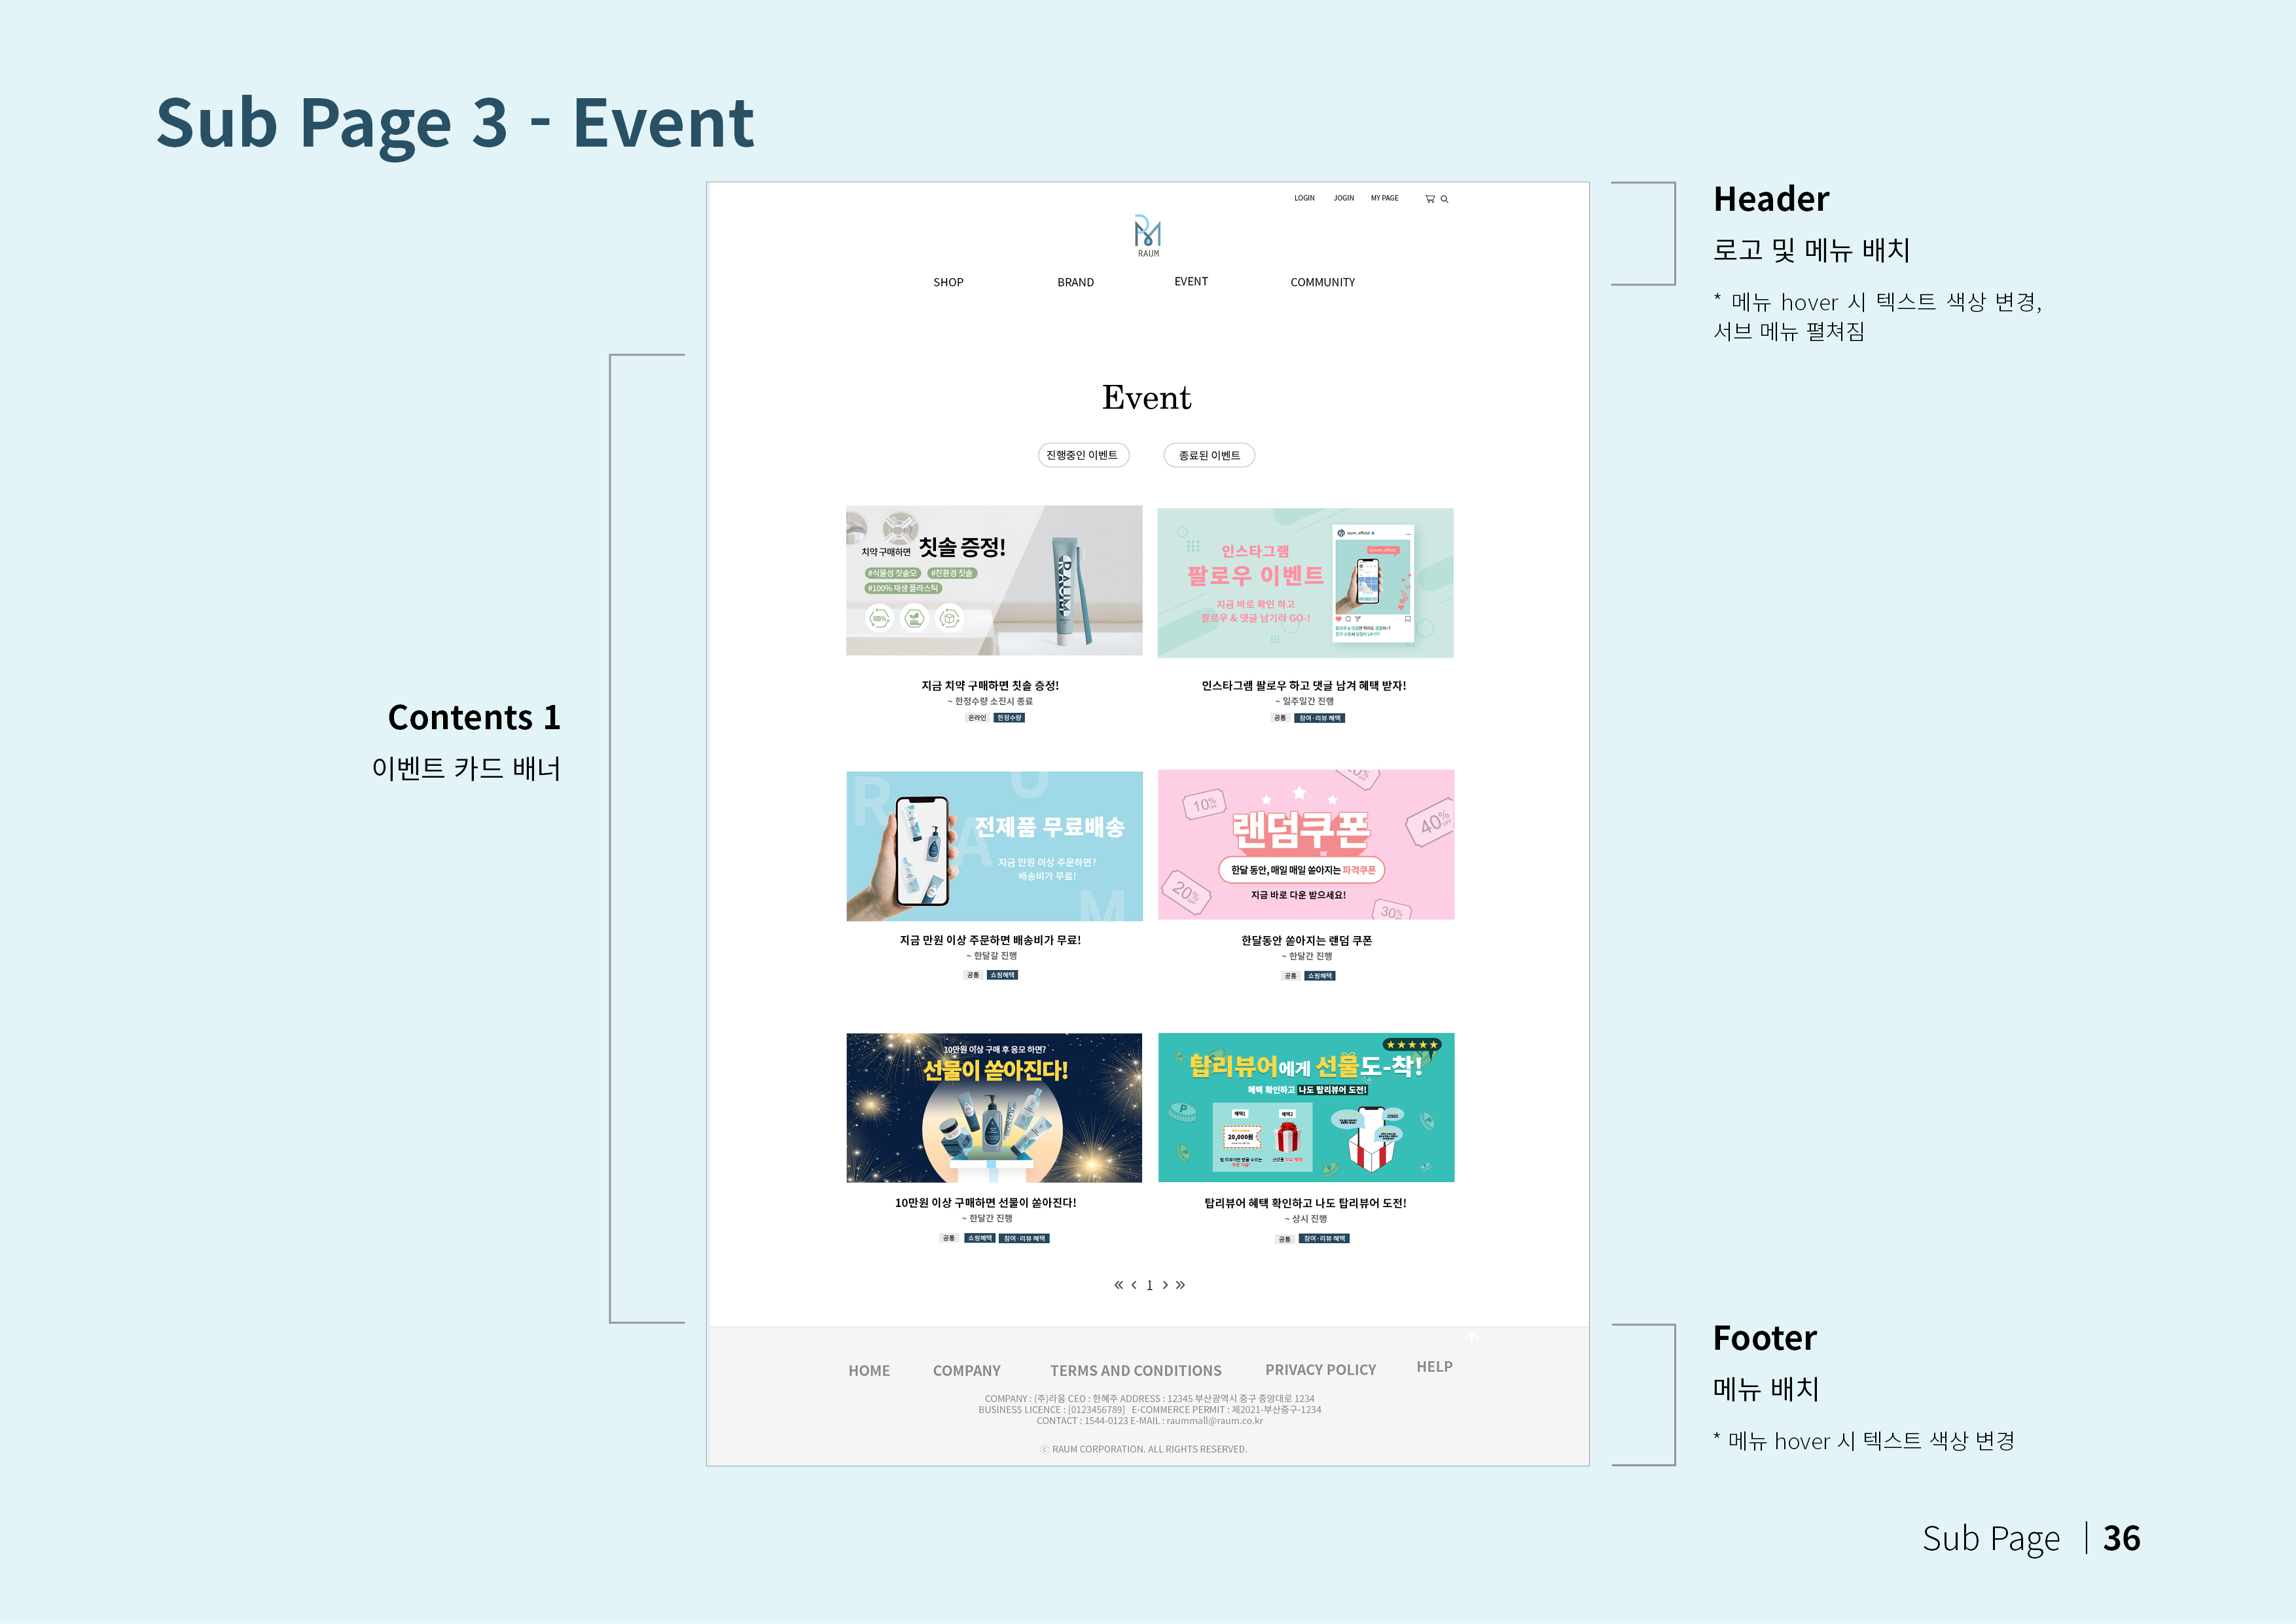 Sub Page 3 - Event
Header
로고 및 메뉴 배치
* 메뉴 hover 시 텍스트 색상 변경,
서브 메뉴 펼쳐짐
Contents 1
이벤트 카드 배너
LOGIN JOGIN MY PAGE
RAUM
SHOP BRAND EVENT COMMUNITY
Event
진행중인 이벤트 종료된 이벤트
치약 구매하면 칫솔 증정!
#식물성 칫솔모 #친환경 칫솔
#100% 재생 플라스틱
100%
RAUM
인스타그램
팔로우 이벤트
지금 바로 확인 하고
팔로우 & 댓글 남기러 GO-!
raum_official
@raum_official
지금 치약 구매하면 칫솔 증정!
~ 한정수량 소진시 종료
온라인 한정수량
인스타그램 팔로우 하고 댓글 남겨 혜택 받자!
~ 일주일간 진행
공통 참여·리뷰 혜택
R A U M
전제품 무료배송
지금 만원 이상 주문하면?
배송비가 무료!
10% OFF
40% OFF
20% OFF
30% OFF
랜덤쿠폰
한달 동안, 매일 매일 쏟아지는 파격쿠폰
지금 바로 다운 받으세요!
지금 만원 이상 주문하면 배송비가 무료!
~ 한달갈 진행
공통 쇼핑혜택
한달동안 쏟아지는 랜덤 쿠폰
~ 한달간 진행
공통 쇼핑혜택
10만원 이상 구매 후 응모 하면?
선물이 쏟아진다!
탑리뷰어에게 선물도-착!
혜택 확인하고 나도 탑리뷰어 도전!
혜택1 혜택2
20,000원
10만원 이상 구매하면 선물이 쏟아진다!
~ 한달간 진행
공통 쇼핑혜택 참여·리뷰 혜택
탑리뷰어 혜택 확인하고 나도 탑리뷰어 도전!
~ 상시 진행
공통 참여·리뷰 혜택
« ‹ 1 › »
HOME COMPANY TERMS AND CONDITIONS PRIVACY POLICY HELP
COMPANY : (주)라움 CEO : 한혜주 ADDRESS : 12345 부산광역시 중구 중앙대로 1234
BUSINESS LICENCE : [0123456789] E-COMMERCE PERMIT : 제2021-부산중구-1234
CONTACT : 1544-0123 E-MAIL : raummall@raum.co.kr
ⓒ RAUM CORPORATION. ALL RIGHTS RESERVED.
Footer
메뉴 배치
* 메뉴 hover 시 텍스트 색상 변경
Sub Page | 36